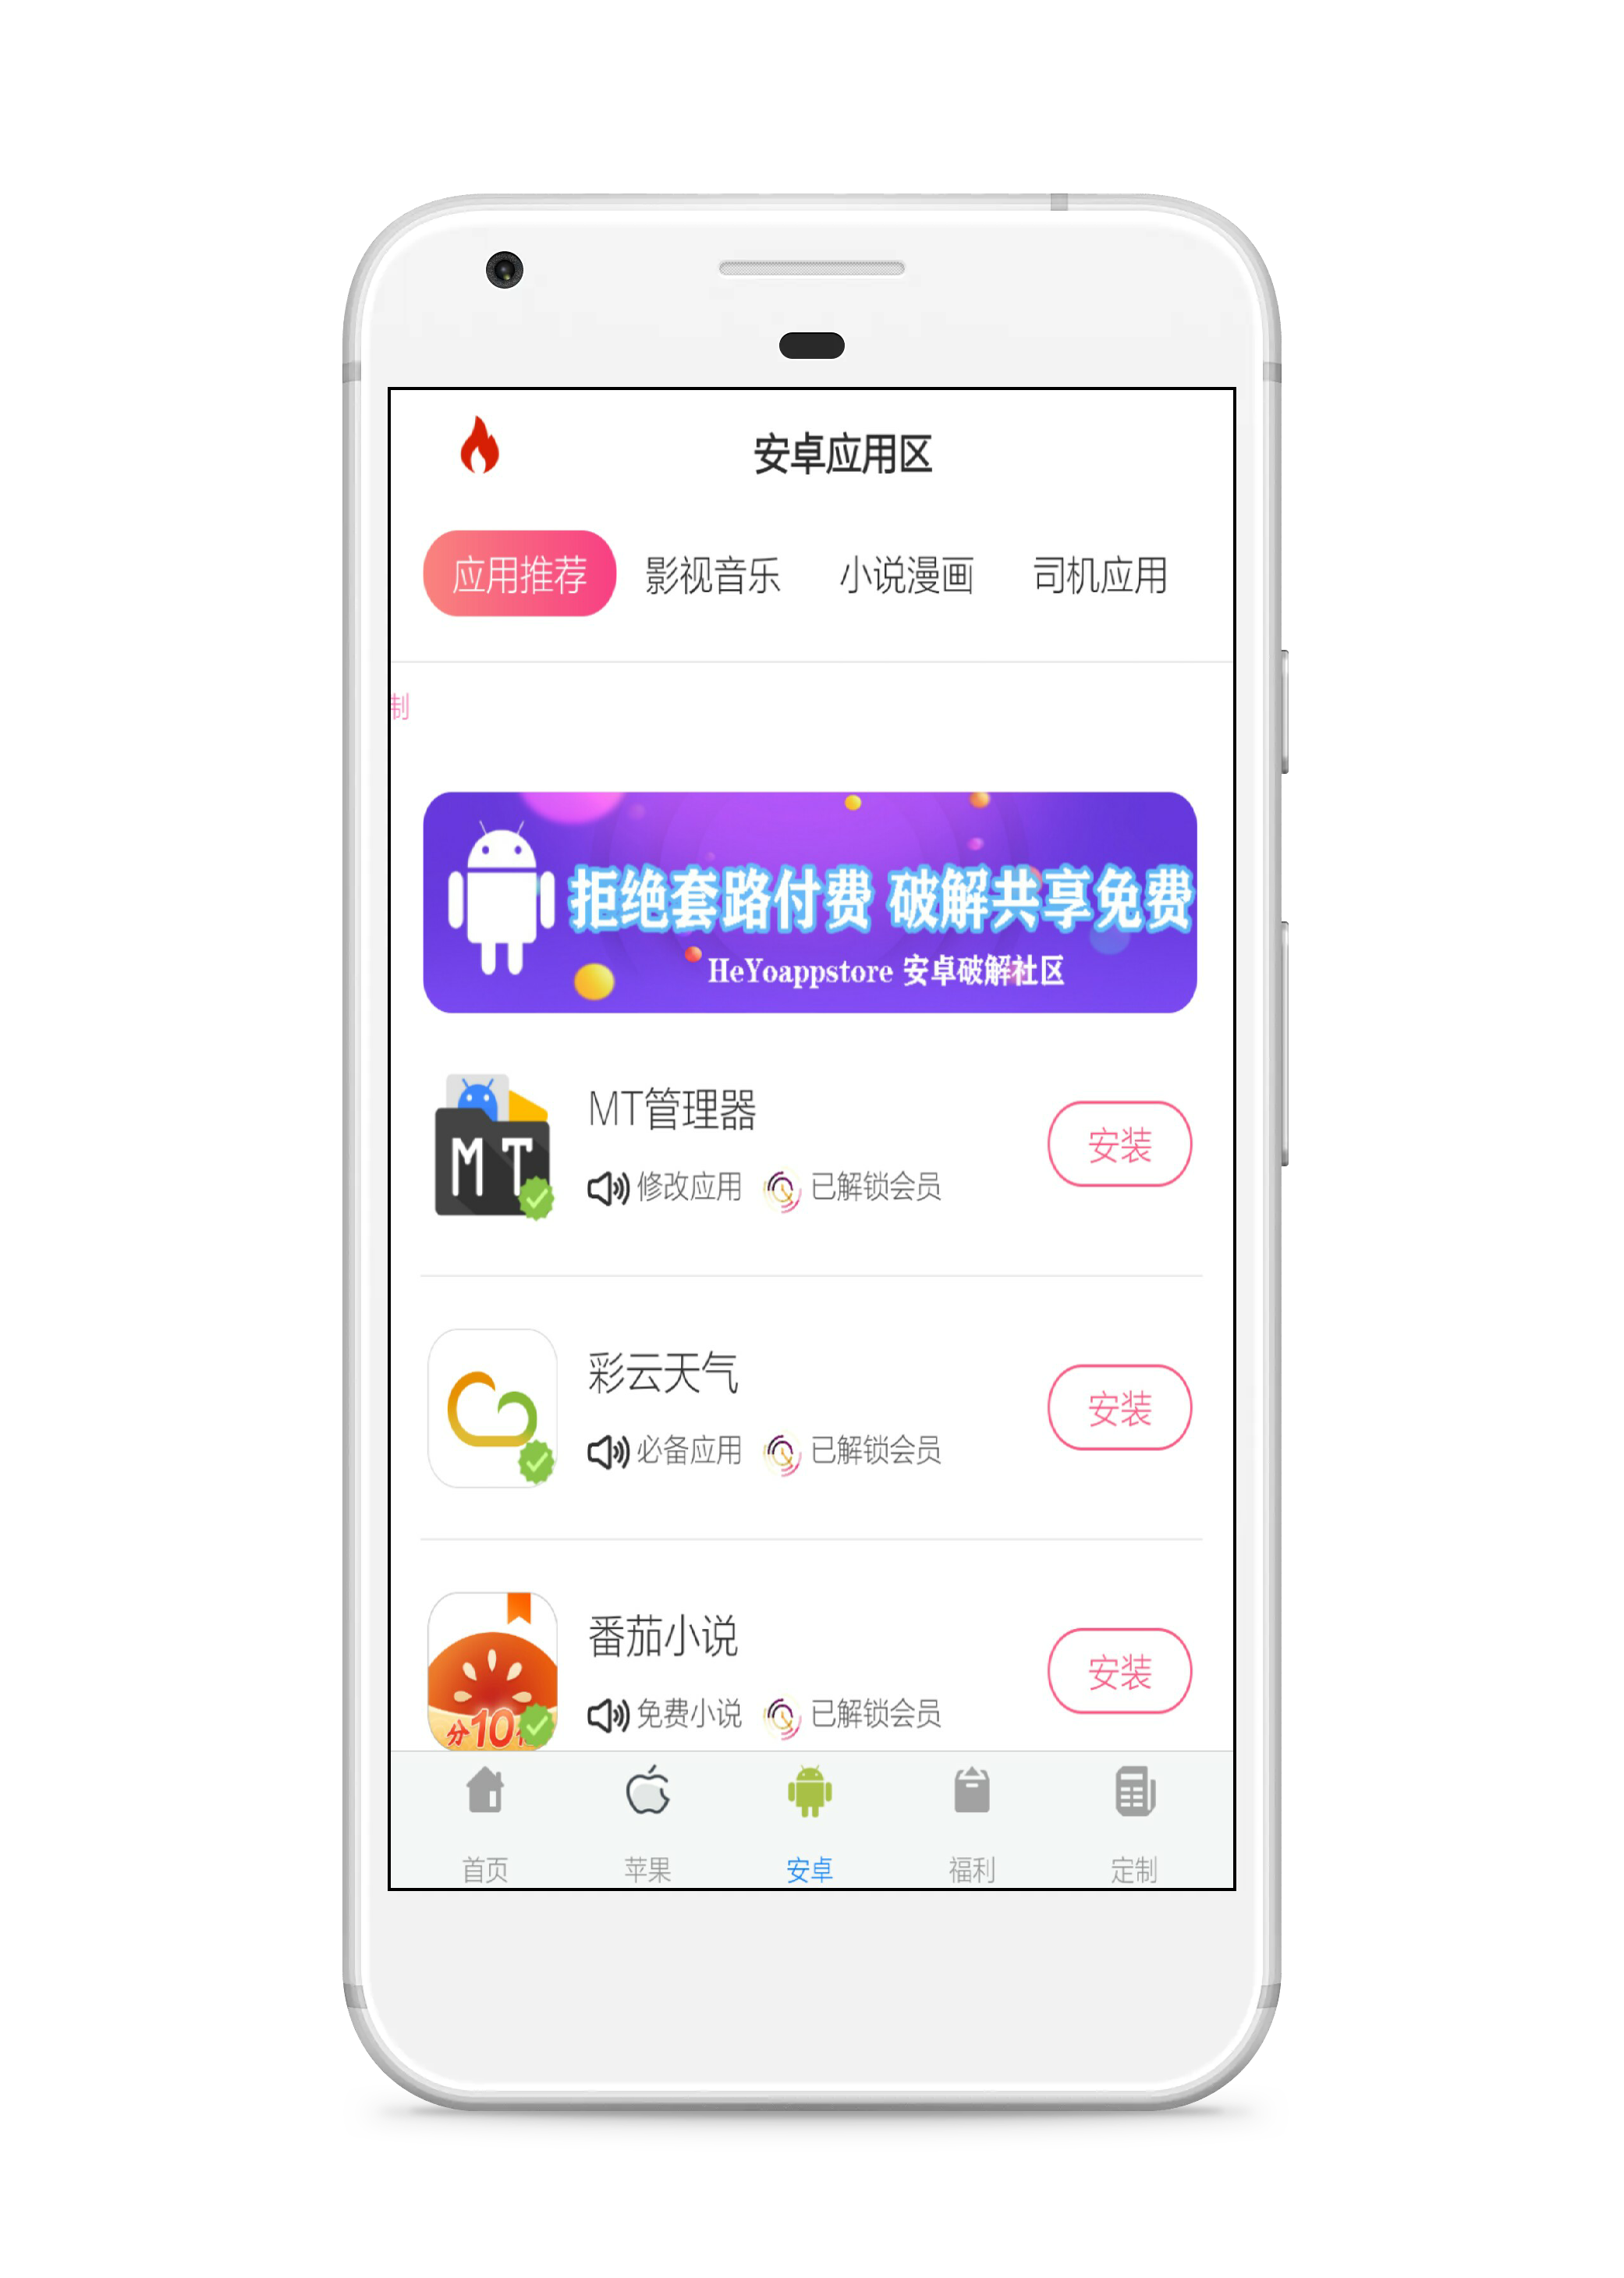 安卓应用区
应用推荐 影视音乐 小说漫画 司机应用
制
拒绝套路付费 破解共享免费
HeYoappstore 安卓破解社区
MT管理器
MT
修改应用 已解锁会员
安装
彩云天气
必备应用 已解锁会员
安装
番茄小说
免费小说 已解锁会员
分10
安装
首页 苹果 安卓 福利 定制